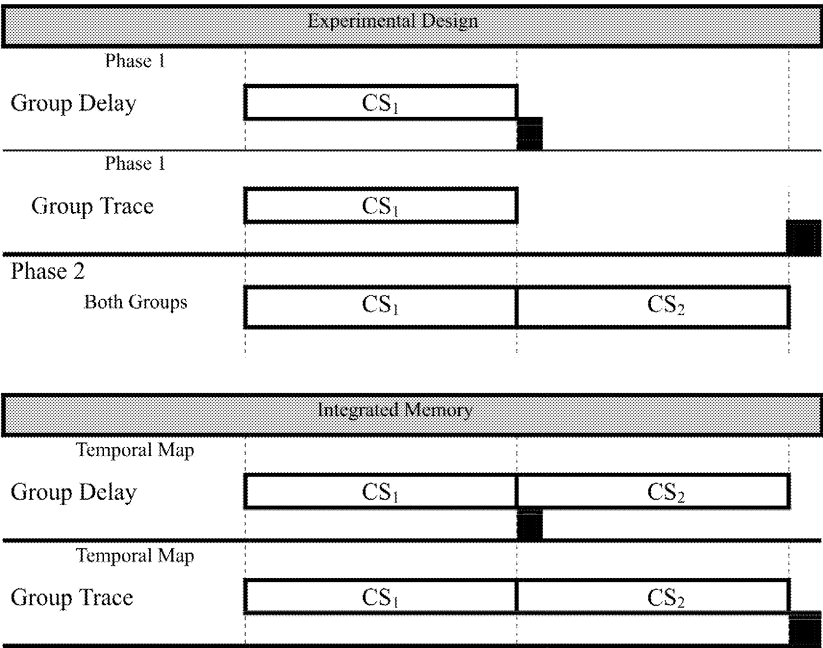 Experimental Design
Phase 1
Group Delay
CS₁
Phase 1
Group Trace
CS₁
Phase 2
Both Groups
CS₁
CS₂
Integrated Memory
Temporal Map
Group Delay
CS₁
CS₂
Temporal Map
Group Trace
CS₁
CS₂